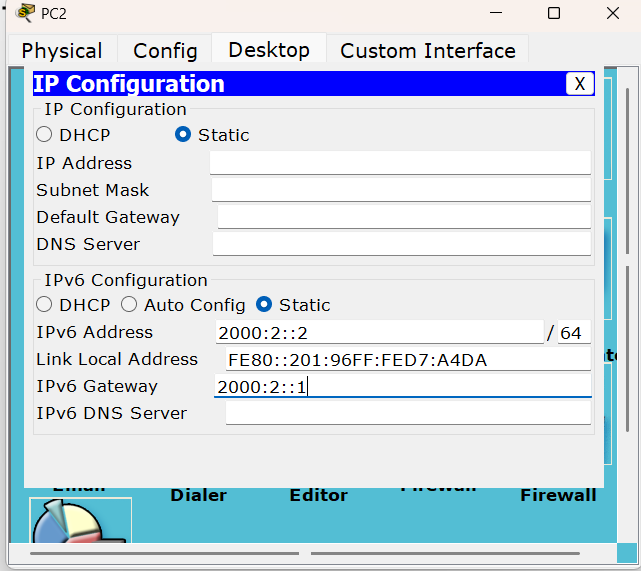 PC2
Physical Config Desktop Custom Interface
IP Configuration X
IP Configuration
DHCP Static
IP Address
Subnet Mask
Default Gateway
DNS Server
IPv6 Configuration
DHCP Auto Config Static
IPv6 Address 2000:2::2 / 64
Link Local Address FE80::201:96FF:FED7:A4DA
IPv6 Gateway 2000:2::1
IPv6 DNS Server
Email Dialer Editor Firewall Firewall